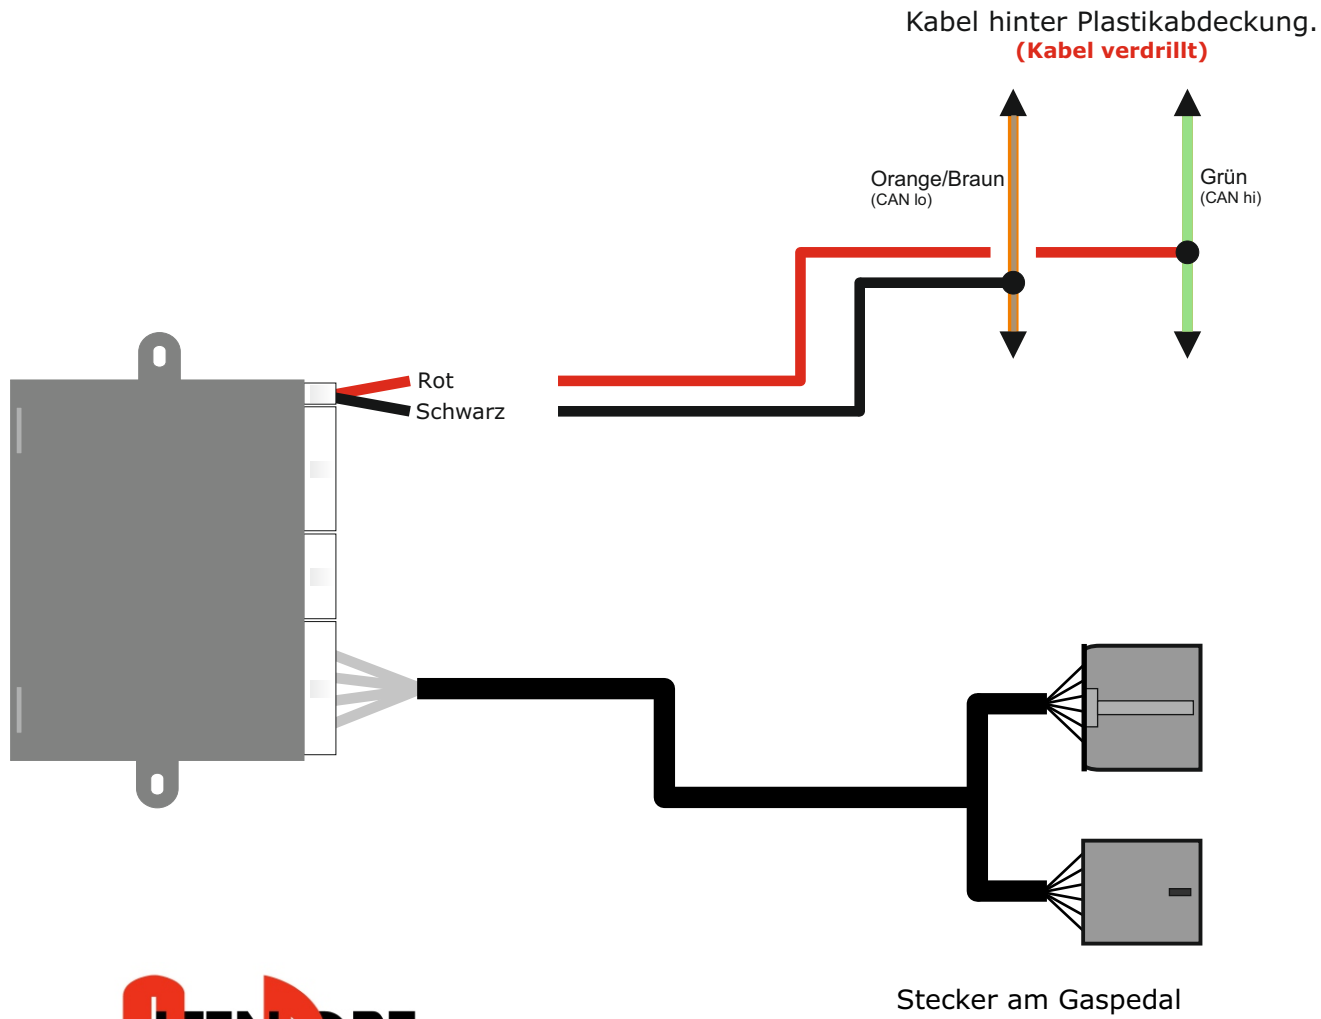 Kabel hinter Plastikabdeckung.
(Kabel verdrillt)
Orange/Braun
(CAN lo)
Grün
(CAN hi)
Rot
Schwarz
Stecker am Gaspedal